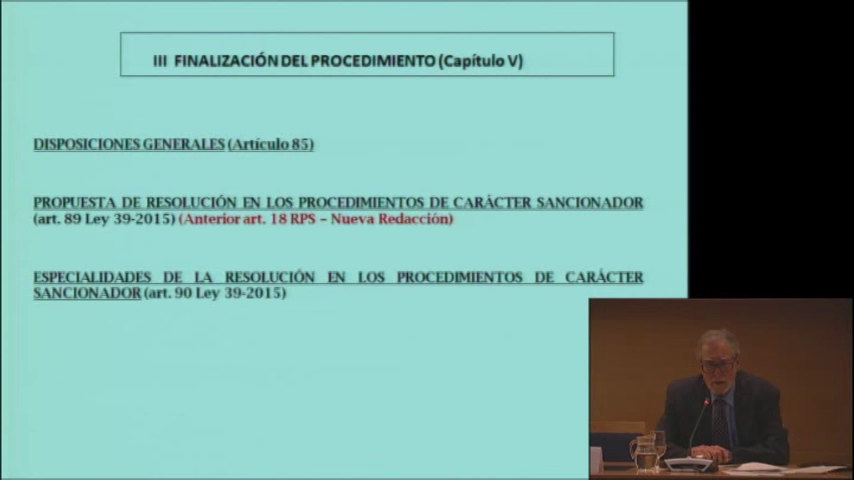 III FINALIZACIÓN DEL PROCEDIMIENTO (Capítulo V)
DISPOSICIONES GENERALES (Artículo 85)
PROPUESTA DE RESOLUCIÓN EN LOS PROCEDIMIENTOS DE CARÁCTER SANCIONADOR
(art. 89 Ley 39-2015) (Anterior art. 18 RPS – Nueva Redacción)
ESPECIALIDADES DE LA RESOLUCIÓN EN LOS PROCEDIMIENTOS DE CARÁCTER
SANCIONADOR (art. 90 Ley 39-2015)